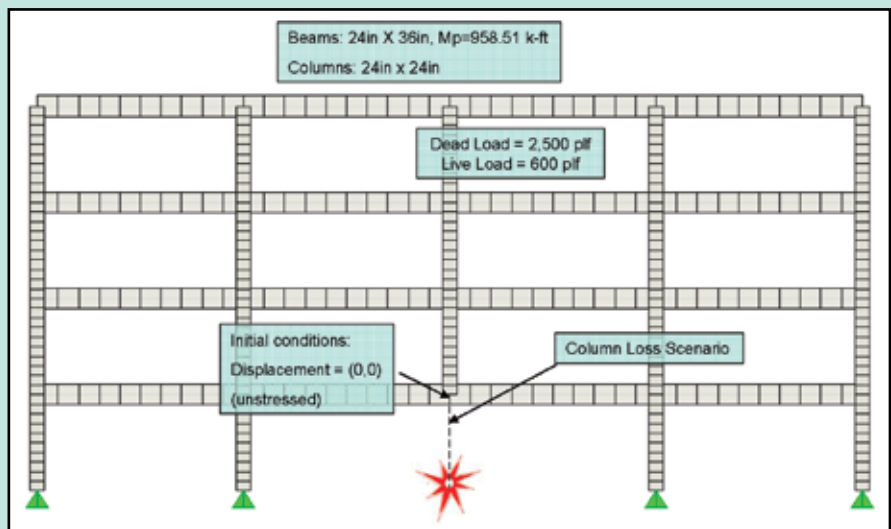 Beams: 24in X 36in, Mp=958.51 k-ft
Columns: 24in x 24in
Dead Load = 2,500 plf
Live Load = 600 plf
Initial conditions:
Displacement = (0,0)
(unstressed)
Column Loss Scenario